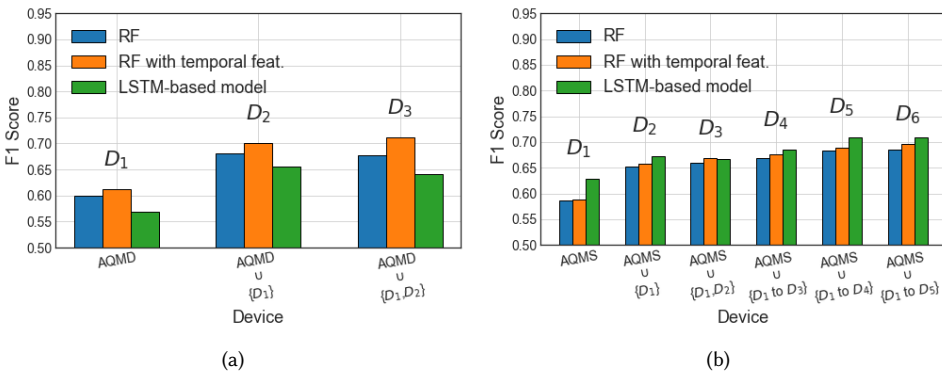 0.95
0.90
0.85
0.80
0.75
0.70
0.65
0.60
0.55
0.50
F1 Score
RF
RF with temporal feat.
LSTM-based model
D1
D2
D3
AQMD
AQMD
∪
{D1}
AQMD
∪
{D1,D2}
Device
(a)
0.95
0.90
0.85
0.80
0.75
0.70
0.65
0.60
0.55
0.50
F1 Score
RF
RF with temporal feat.
LSTM-based model
D1
D2
D3
D4
D5
D6
AQMS
AQMS
∪
{D1}
AQMS
∪
{D1,D2}
AQMS
∪
{D1 to D3}
AQMS
∪
{D1 to D4}
AQMS
∪
{D1 to D5}
Device
(b)